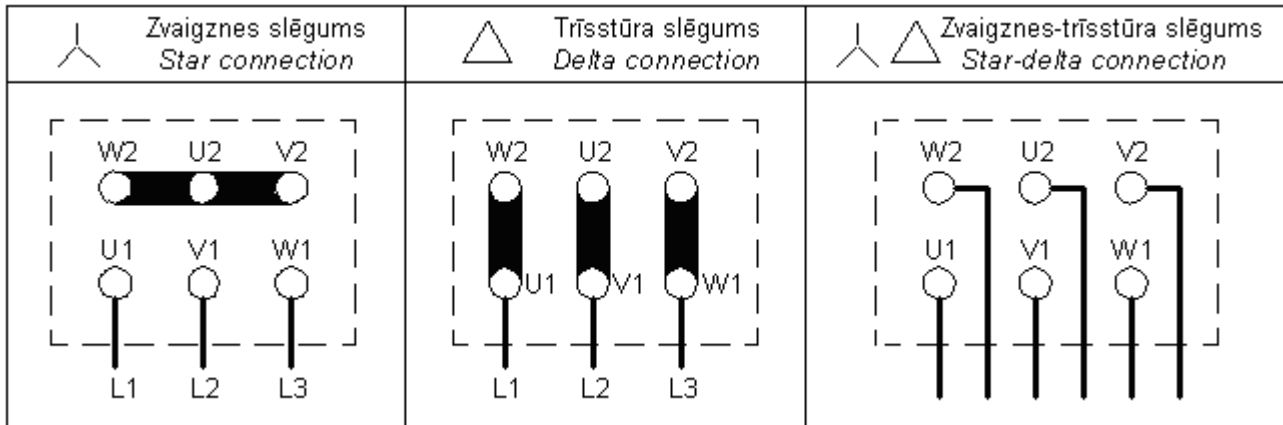 Zvaigznes slēgums
Star connection
Trīsstūra slēgums
Delta connection
Zvaigznes-trīsstūra slēgums
Star-delta connection
W2 U2 V2
U1 V1 W1
L1 L2 L3
W2 U2 V2
U1 V1 W1
L1 L2 L3
W2 U2 V2
U1 V1 W1